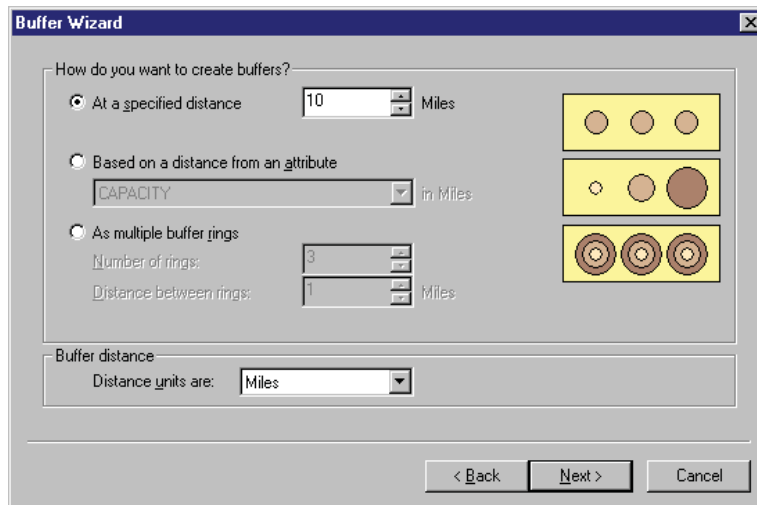 Buffer Wizard
How do you want to create buffers?
At a specified distance 10 Miles
Based on a distance from an attribute
CAPACITY in Miles
As multiple buffer rings
Number of rings: 3
Distance between rings: 1 Miles
Buffer distance
Distance units are: Miles
< Back Next > Cancel